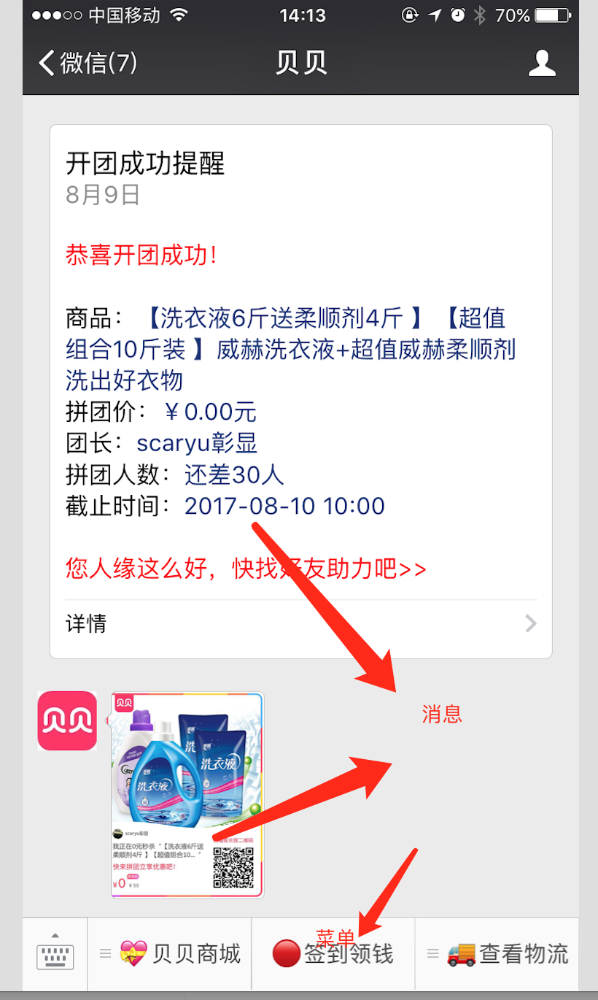 中国移动 14:13 70%
微信(7) 贝贝
开团成功提醒
8月9日
恭喜开团成功！
商品：【洗衣液6斤送柔顺剂4斤 】【超值
组合10斤装 】威赫洗衣液+超值威赫柔顺剂
洗出好衣物
拼团价：￥0.00元
团长：scaryu彰显
拼团人数：还差30人
截止时间：2017-08-10 10:00
您人缘这么好，快找好友助力吧>>
详情
消息
贝贝
贝贝
洗衣液
洗衣液
scaryu彰显
我正在0元秒杀“【洗衣液6斤送
柔顺剂4斤 】【超值组合10...”
快来拼团立享优惠吧！
¥0 ¥99
菜单
贝贝商城 签到领钱 查看物流